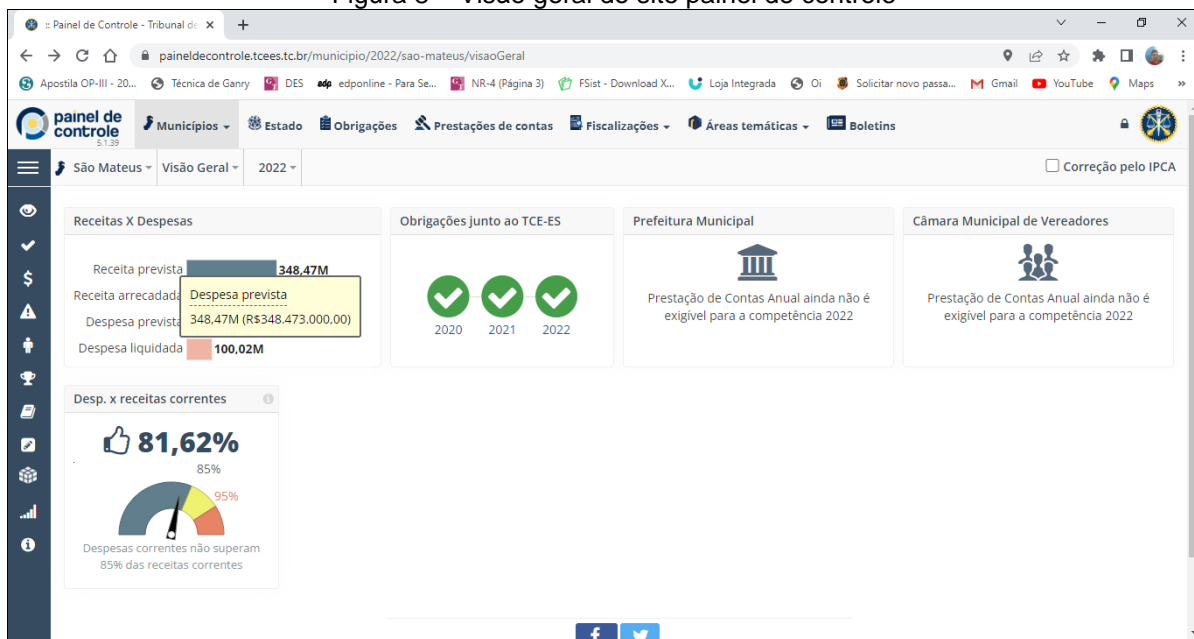 Figura 8 – Visão geral do site painel de controle
:: Painel de Controle - Tribunal de
paineldecontrole.tcees.tc.br/municipio/2022/sao-mateus/visaoGeral
Apostila OP-III - 20... Técnica de Ganry DES edp edponline - Para Se... NR-4 (Página 3) FSist - Download X... Loja Integrada Oi Solicitar novo passa... Gmail YouTube Maps »
painel de controle 5.1.39 Municípios Estado Obrigações Prestações de contas Fiscalizações Áreas temáticas Boletins
São Mateus Visão Geral 2022 Correção pelo IPCA
Receitas X Despesas
Receita prevista 348,47M
Receita arrecadada
Despesa prevista
Despesa liquidada 100,02M
Despesa prevista
348,47M (R$348.473.000,00)
Obrigações junto ao TCE-ES
2020 2021 2022
Prefeitura Municipal
Prestação de Contas Anual ainda não é
exigível para a competência 2022
Câmara Municipal de Vereadores
Prestação de Contas Anual ainda não é
exigível para a competência 2022
Desp. x receitas correntes
81,62%
85%
95%
Despesas correntes não superam
85% das receitas correntes